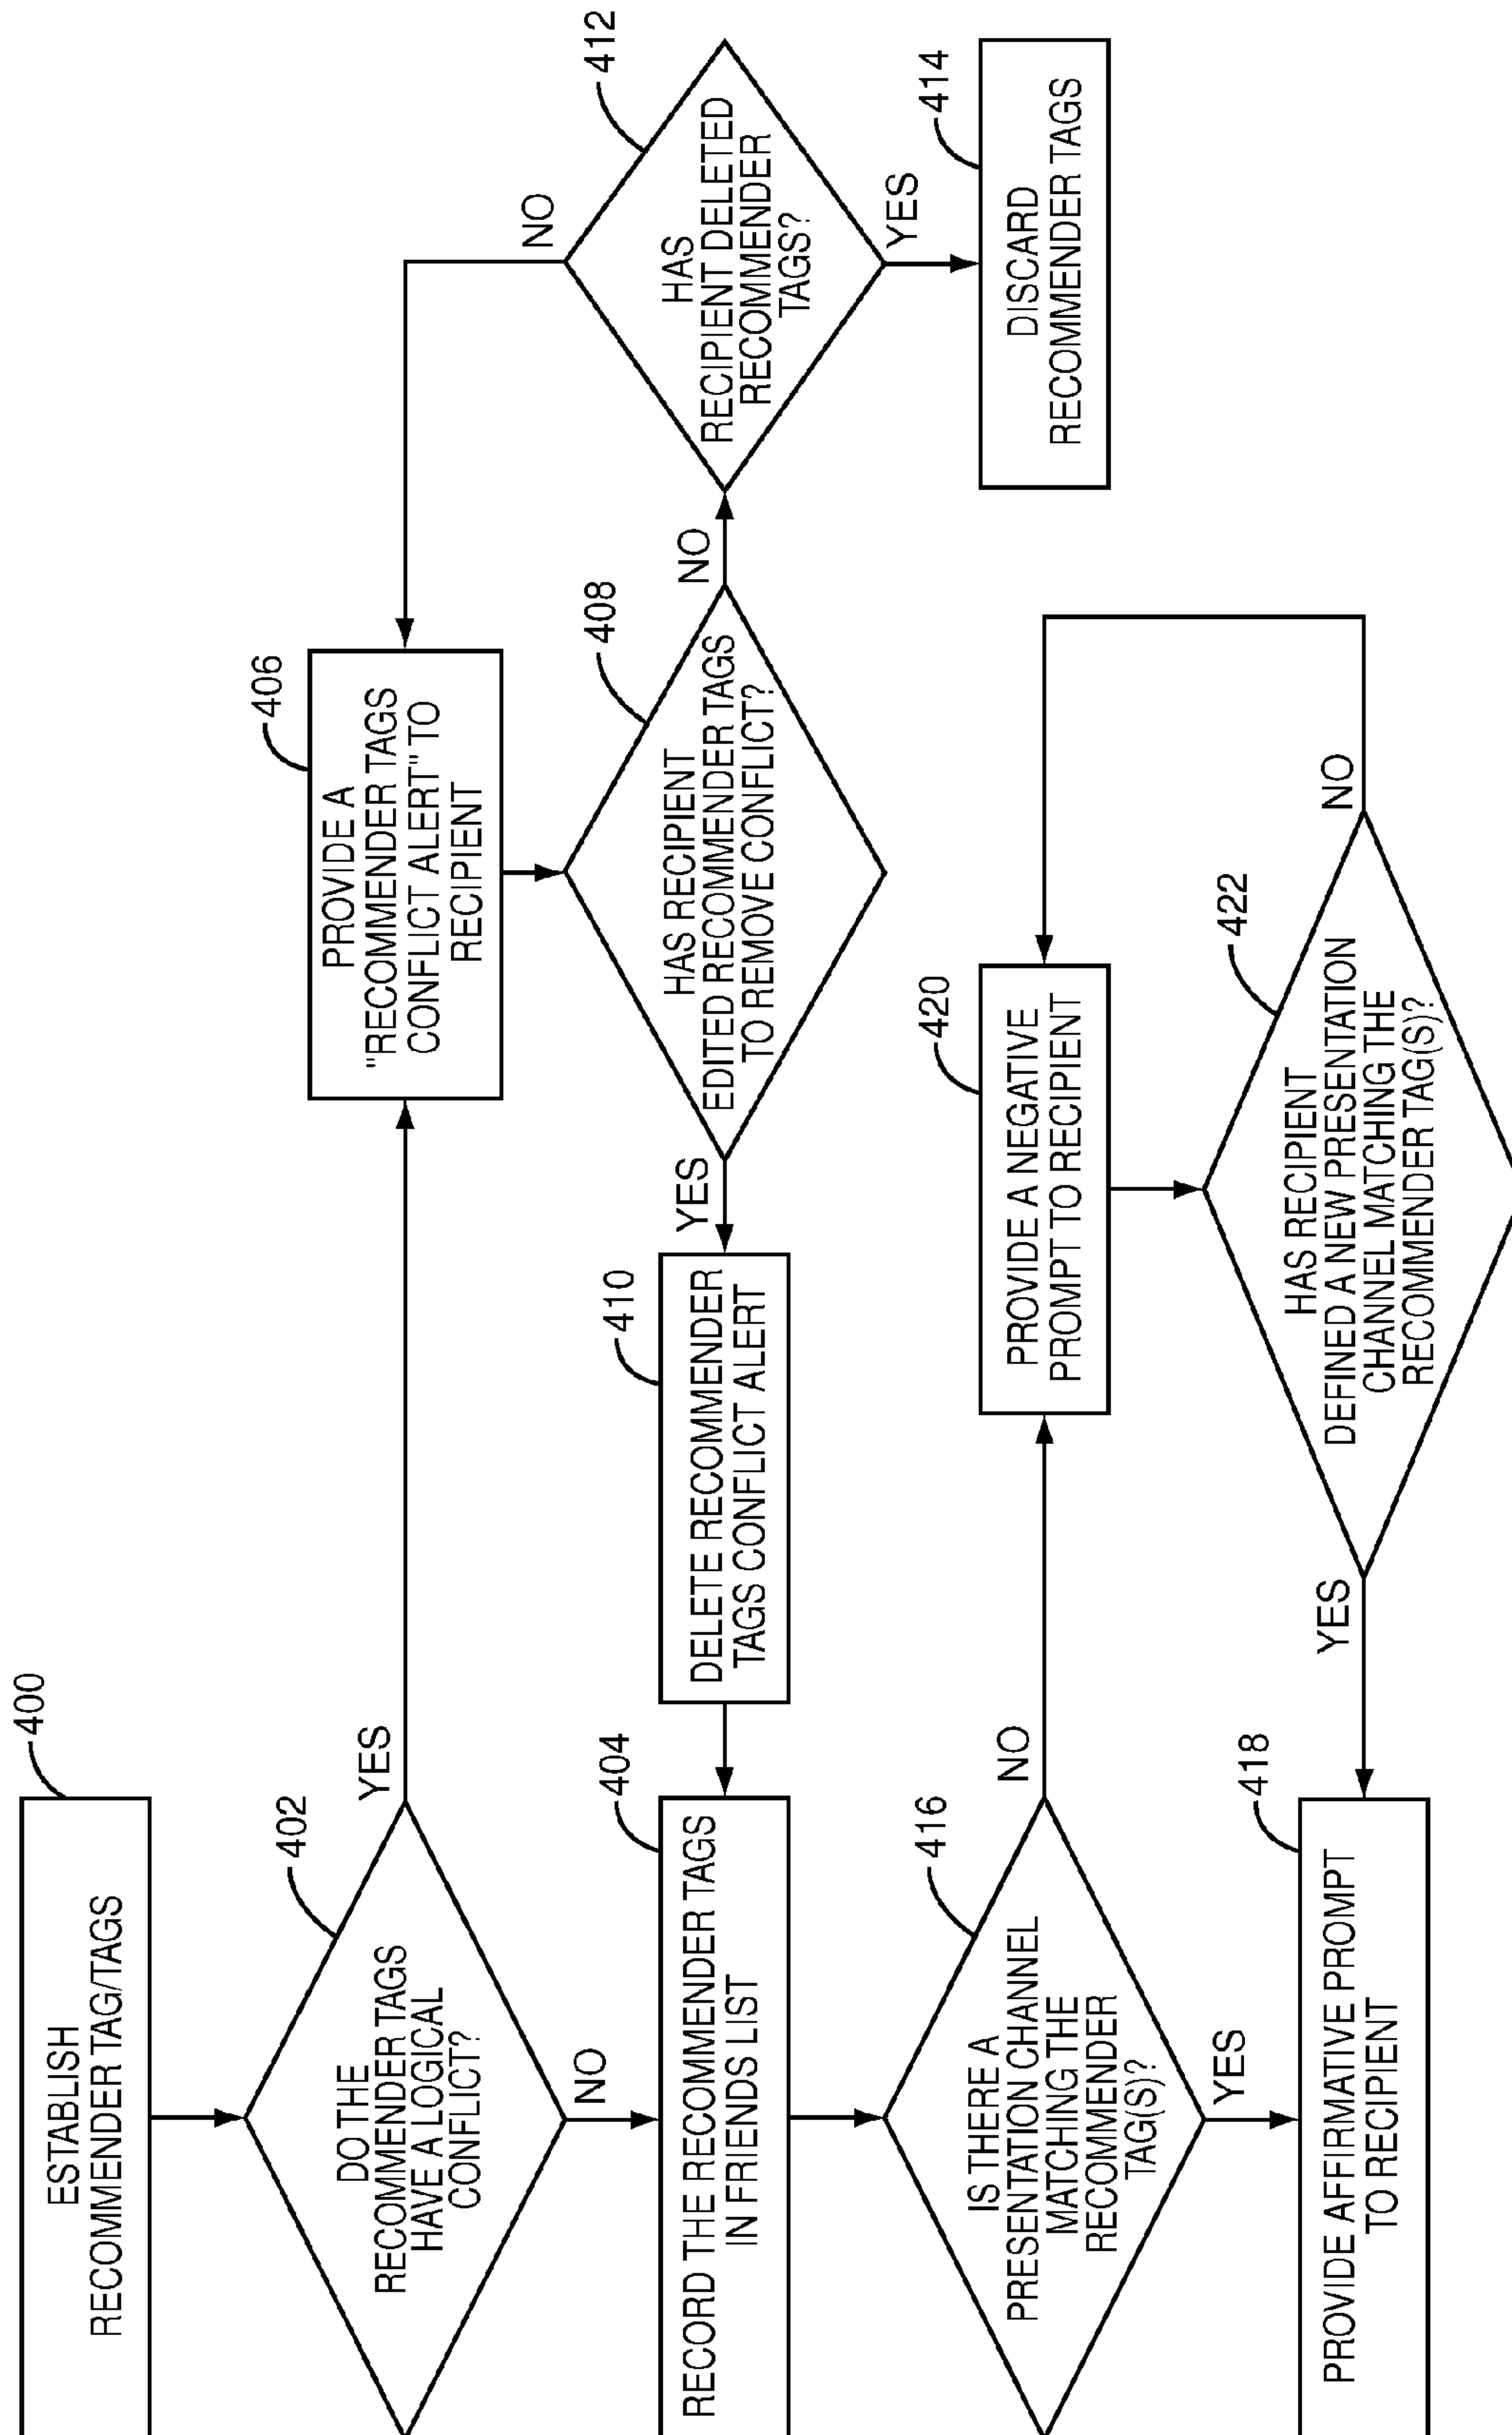 400
ESTABLISH
RECOMMENDER TAG/TAGS
402
DO THE
RECOMMENDER TAGS
HAVE A LOGICAL
CONFLICT?
YES
NO
406
PROVIDE A
"RECOMMENDER TAGS
CONFLICT ALERT" TO
RECIPIENT
408
HAS RECIPIENT
EDITED RECOMMENDER TAGS
TO REMOVE CONFLICT?
YES
NO
412
HAS
RECIPIENT DELETED
RECOMMENDER
TAGS?
NO
YES
414
DISCARD
RECOMMENDER TAGS
410
DELETE RECOMMENDER
TAGS CONFLICT ALERT
404
RECORD THE RECOMMENDER TAGS
IN FRIENDS LIST
416
IS THERE A
PRESENTATION CHANNEL
MATCHING THE
RECOMMENDER
TAG(S)?
NO
YES
420
PROVIDE A NEGATIVE
PROMPT TO RECIPIENT
422
HAS RECIPIENT
DEFINED A NEW PRESENTATION
CHANNEL MATCHING THE
RECOMMENDER TAG(S)?
NO
YES
418
PROVIDE AFFIRMATIVE PROMPT
TO RECIPIENT